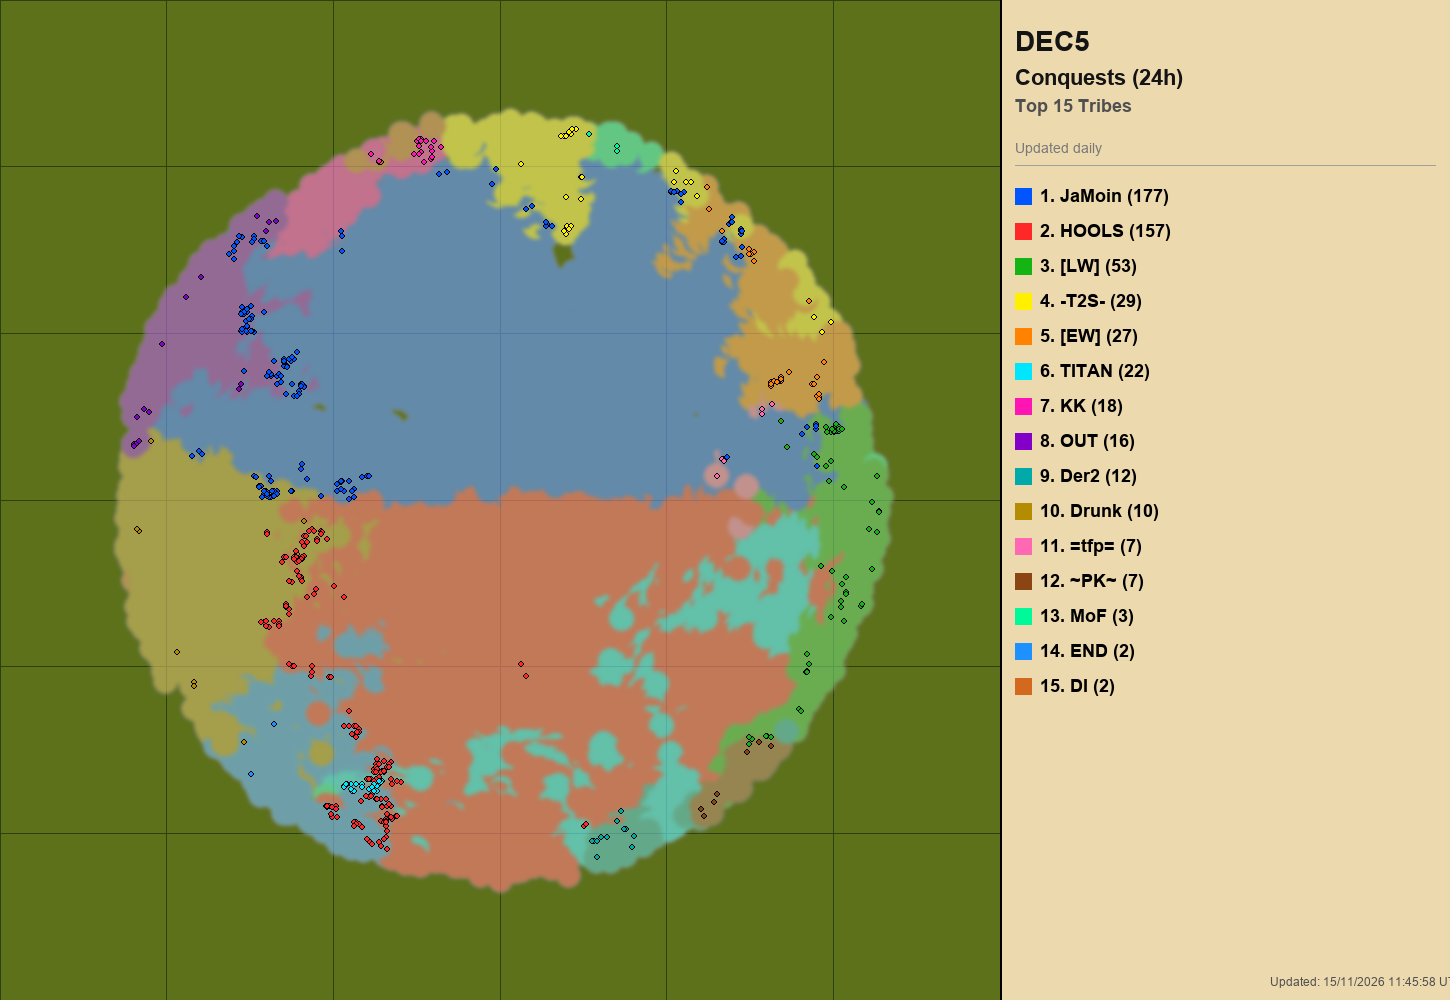 DEC5
Conquests (24h)
Top 15 Tribes
Updated daily
1. JaMoin (177)
2. HOOLS (157)
3. [LW] (53)
4. -T2S- (29)
5. [EW] (27)
6. TITAN (22)
7. KK (18)
8. OUT (16)
9. Der2 (12)
10. Drunk (10)
11. =tfp= (7)
12. ~PK~ (7)
13. MoF (3)
14. END (2)
15. DI (2)
Updated: 15/11/2026 11:45:58 U